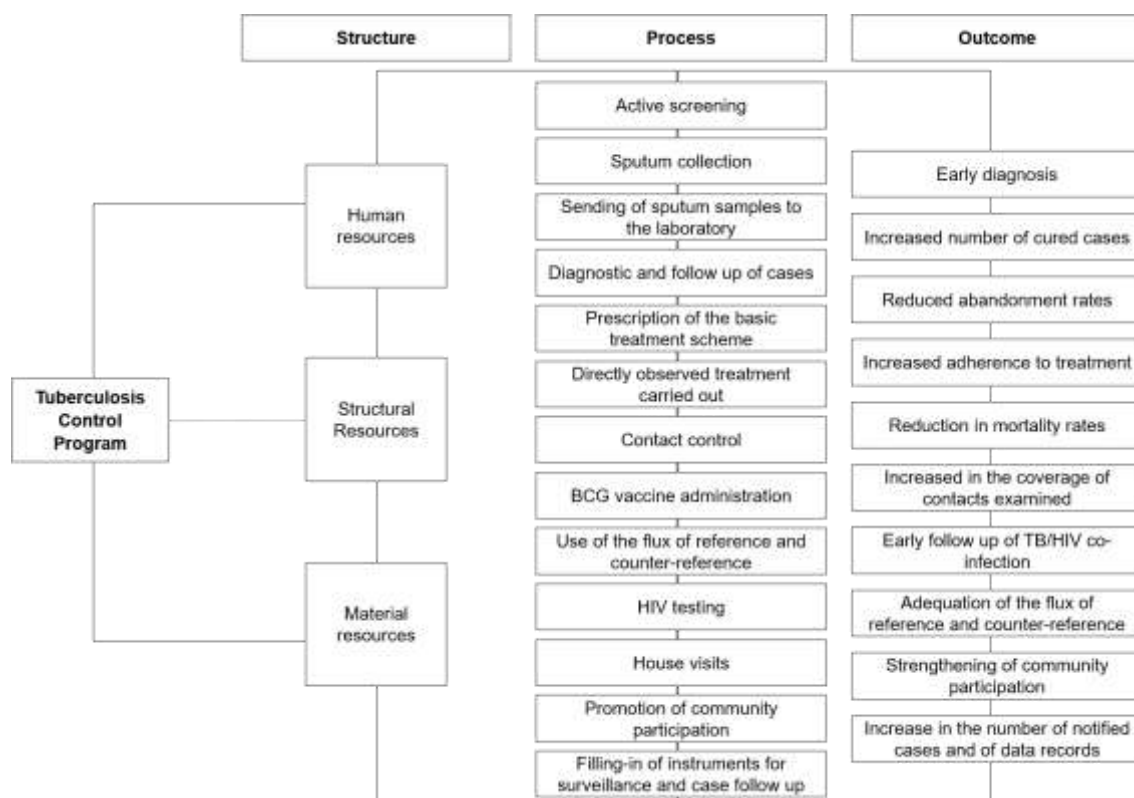 Structure
Process
Outcome
Tuberculosis
Control
Program
Human
resources
Structural
Resources
Material
resources
Active screening
Sputum collection
Sending of sputum samples to
the laboratory
Diagnostic and follow up of cases
Prescription of the basic
treatment scheme
Directly observed treatment
carried out
Contact control
BCG vaccine administration
Use of the flux of reference and
counter-reference
HIV testing
House visits
Promotion of community
participation
Filling-in of instruments for
surveillance and case follow up
Early diagnosis
Increased number of cured cases
Reduced abandonment rates
Increased adherence to treatment
Reduction in mortality rates
Increased in the coverage of
contacts examined
Early follow up of TB/HIV co-
infection
Adequation of the flux of
reference and counter-reference
Strengthening of community
participation
Increase in the number of notified
cases and of data records